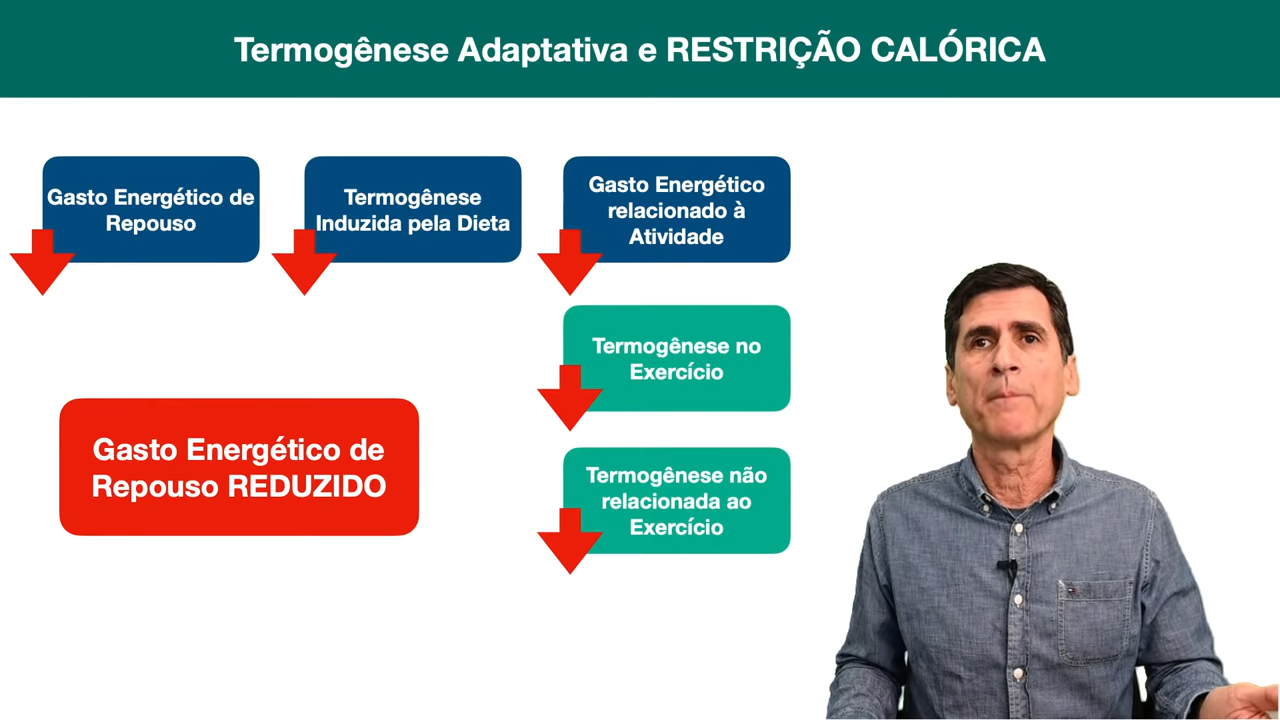 Termogênese Adaptativa e RESTRIÇÃO CALÓRICA
Gasto Energético de
Repouso
Termogênese
Induzida pela Dieta
Gasto Energético
relacionado à
Atividade
Termogênese no
Exercício
Gasto Energético de
Repouso REDUZIDO
Termogênese não
relacionada ao
Exercício